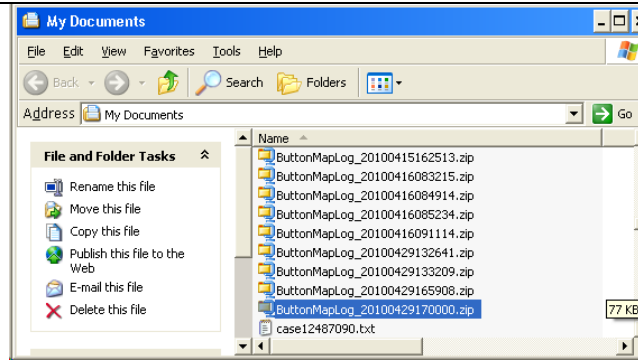 My Documents
File Edit View Favorites Tools Help
Back Search Folders
Address My Documents Go
Name
File and Folder Tasks
Rename this file
Move this file
Copy this file
Publish this file to the
Web
E-mail this file
Delete this file
ButtonMapLog_20100415162513.zip
ButtonMapLog_20100416083215.zip
ButtonMapLog_20100416084914.zip
ButtonMapLog_20100416085234.zip
ButtonMapLog_20100416091114.zip
ButtonMapLog_20100429132641.zip
ButtonMapLog_20100429133209.zip
ButtonMapLog_20100429165908.zip
ButtonMapLog_20100429170000.zip
77 KB
case12487090.txt